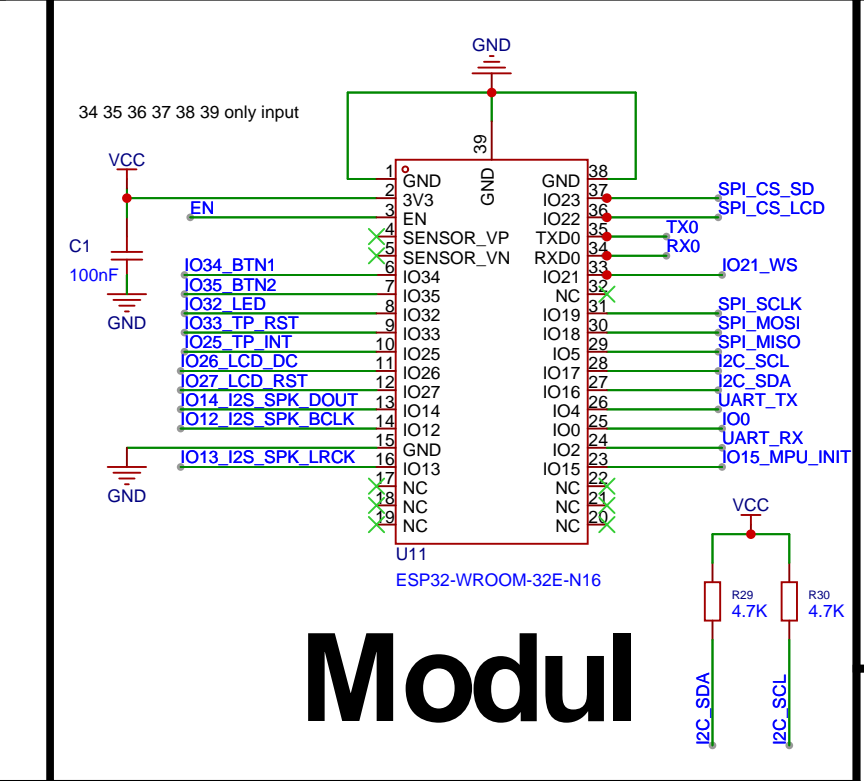 GND
34 35 36 37 38 39 only input
VCC
C1
100nF
GND
EN
IO34_BTN1
IO35_BTN2
IO32_LED
IO33_TP_RST
IO25_TP_INT
IO26_LCD_DC
IO27_LCD_RST
IO14_I2S_SPK_DOUT
IO12_I2S_SPK_BCLK
IO13_I2S_SPK_LRCK
GND
39
GND
1 GND
2 3V3
3 EN
4 SENSOR_VP
5 SENSOR_VN
6 IO34
7 IO35
8 IO32
9 IO33
10 IO25
11 IO26
12 IO27
13 IO14
14 IO12
15 GND
16 IO13
17 NC
18 NC
19 NC
GND 38
IO23 37 SPI_CS_SD
IO22 36 SPI_CS_LCD
TXD0 35 TX0
RXD0 34 RX0
IO21 33 IO21_WS
NC 32
IO19 31 SPI_SCLK
IO18 30 SPI_MOSI
IO5 29 SPI_MISO
IO17 28 I2C_SCL
IO16 27 I2C_SDA
IO4 26 UART_TX
IO0 25 IO0
IO2 24 UART_RX
IO15 23 IO15_MPU_INIT
NC 22
NC 21
NC 20
U11
ESP32-WROOM-32E-N16
VCC
R29
4.7K
R30
4.7K
I2C_SDA
I2C_SCL
Modul